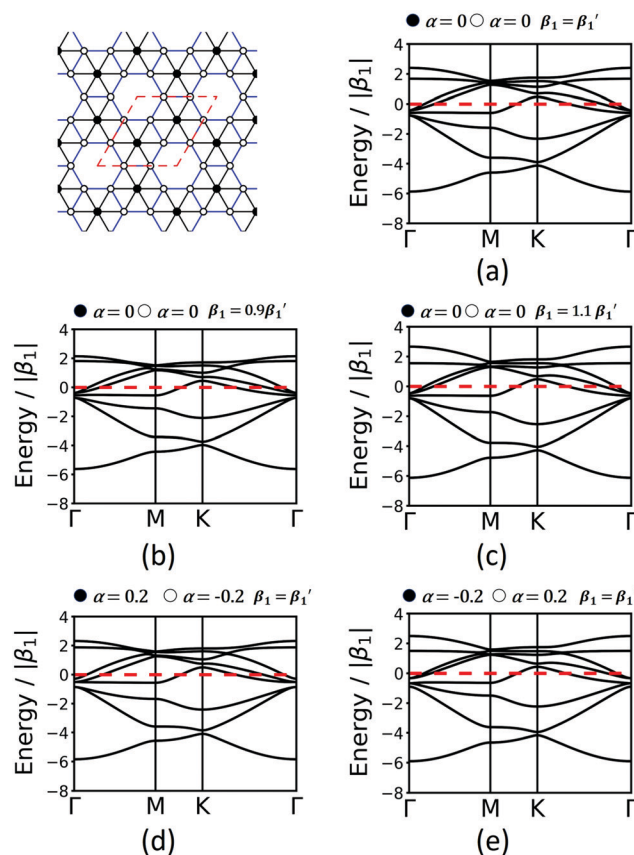 ● α = 0 ○ α = 0 β₁ = β₁′
Energy / |β₁|
4
2
0
−2
−4
−6
−8
Γ M K Γ
(a)
● α = 0 ○ α = 0 β₁ = 0.9β₁′
Energy / |β₁|
4
2
0
−2
−4
−6
−8
Γ M K Γ
(b)
● α = 0 ○ α = 0 β₁ = 1.1 β₁′
Energy / |β₁|
4
2
0
−2
−4
−6
−8
Γ M K Γ
(c)
● α = 0.2 ○ α = -0.2 β₁ = β₁′
Energy / |β₁|
4
2
0
−2
−4
−6
−8
Γ M K Γ
(d)
● α = -0.2 ○ α = 0.2 β₁ = β₁
Energy / |β₁|
4
2
0
−2
−4
−6
−8
Γ M K Γ
(e)